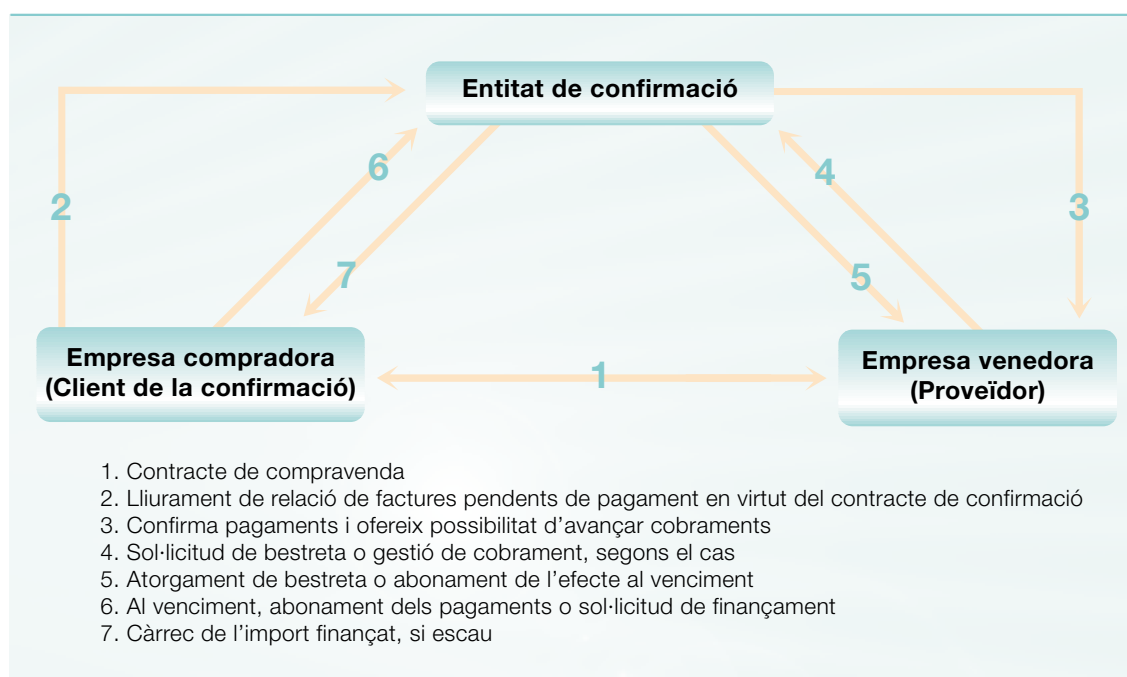 Entitat de confirmació
6
4
2
3
7
5
Empresa compradora
(Client de la confirmació)
1
Empresa venedora
(Proveïdor)
1. Contracte de compravenda
2. Lliurament de relació de factures pendents de pagament en virtut del contracte de confirmació
3. Confirma pagaments i ofereix possibilitat d’avançar cobraments
4. Sol·licitud de bestreta o gestió de cobrament, segons el cas
5. Atorgament de bestreta o abonament de l’efecte al venciment
6. Al venciment, abonament dels pagaments o sol·licitud de finançament
7. Càrrec de l’import finançat, si escau